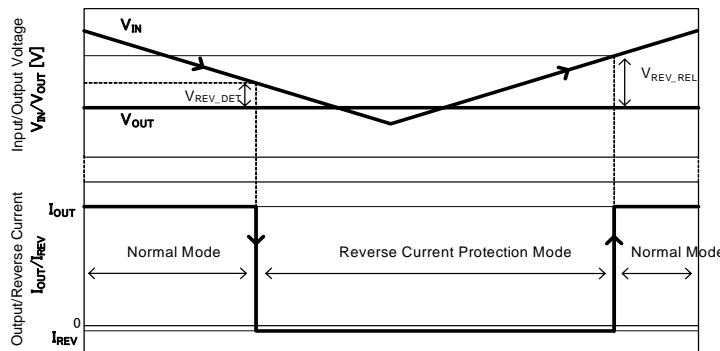 Input/Output Voltage
VIN/VOUT [V]
VIN
VREV_DET
VREV_REL
VOUT
Output/Reverse Current
IOUT/IREV
IOUT
Normal Mode
Reverse Current Protection Mode
Normal Mode
0
IREV